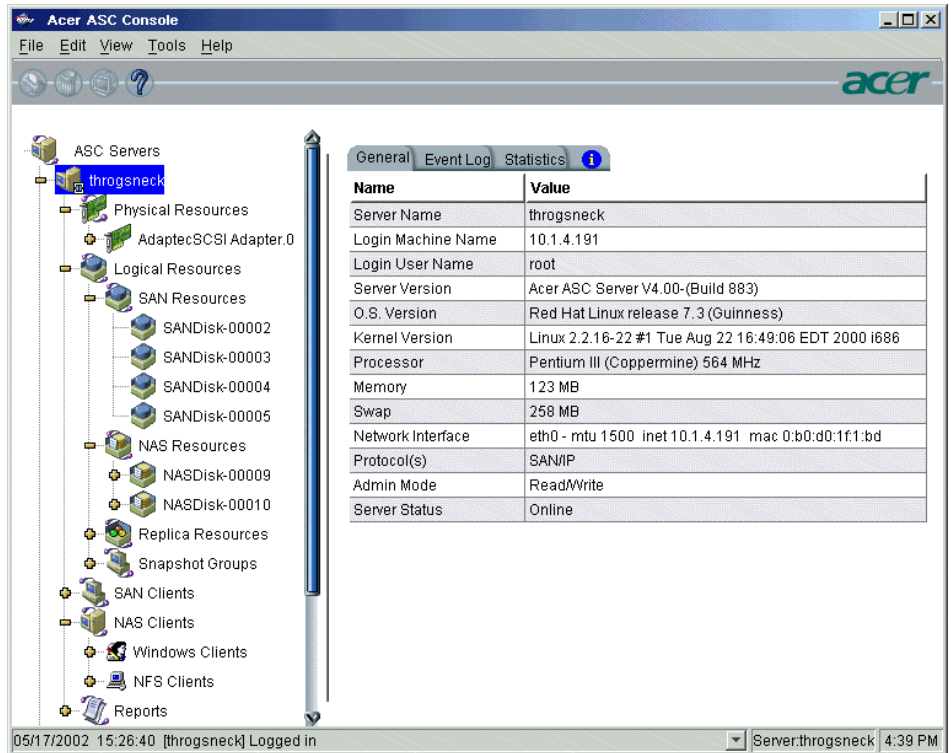 Acer ASC Console
File Edit View Tools Help
acer
ASC Servers
throgsneck
Physical Resources
AdaptecSCSI Adapter.0
Logical Resources
SAN Resources
SANDisk-00002
SANDisk-00003
SANDisk-00004
SANDisk-00005
NAS Resources
NASDisk-00009
NASDisk-00010
Replica Resources
Snapshot Groups
SAN Clients
NAS Clients
Windows Clients
NFS Clients
Reports
General Event Log Statistics i
Name Value
Server Name throgsneck
Login Machine Name 10.1.4.191
Login User Name root
Server Version Acer ASC Server V4.00-(Build 883)
O.S. Version Red Hat Linux release 7.3 (Guinness)
Kernel Version Linux 2.2.16-22 #1 Tue Aug 22 16:49:06 EDT 2000 i686
Processor Pentium III (Coppermine) 564 MHz
Memory 123 MB
Swap 258 MB
Network Interface eth0 - mtu 1500 inet 10.1.4.191 mac 0:b0:d0:1f:1:bd
Protocol(s) SAN/IP
Admin Mode Read/Write
Server Status Online
05/17/2002 15:26:40 [throgsneck] Logged in Server:throgsneck 4:39 PM